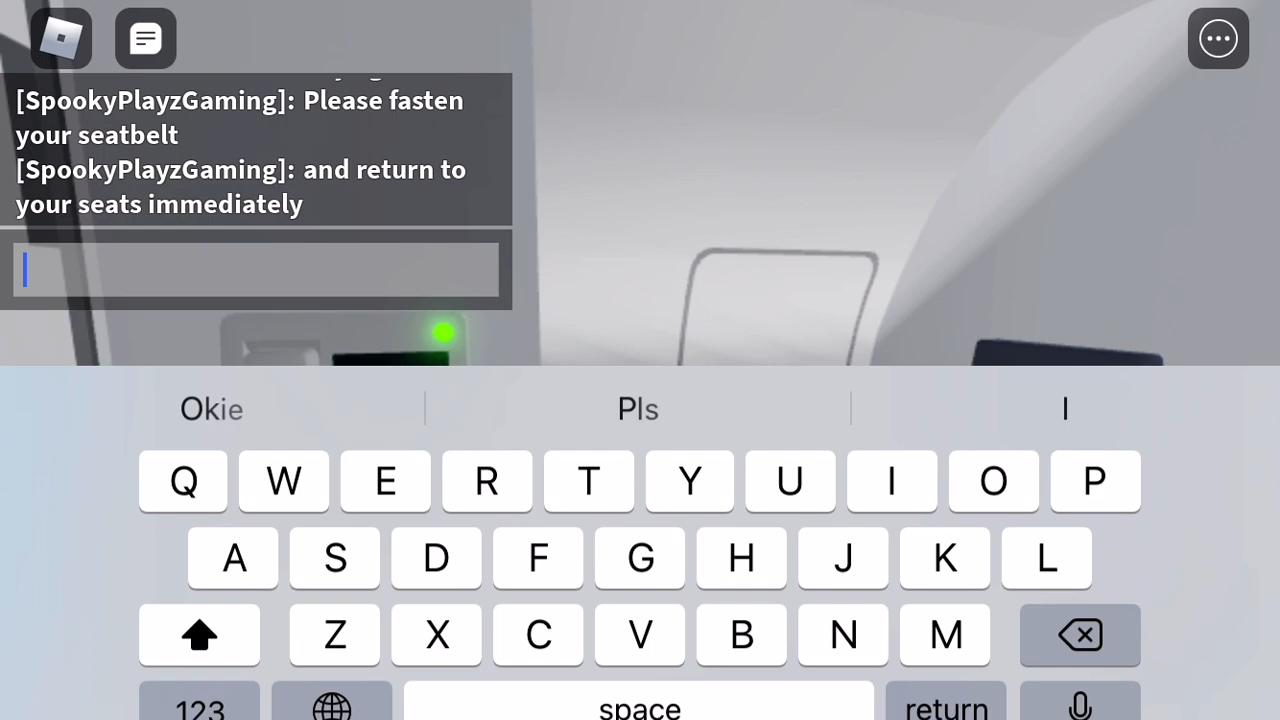 [SpookyPlayzGaming]: Please fasten
your seatbelt
[SpookyPlayzGaming]: and return to
your seats immediately
Okie Pls I
Q W E R T Y U I O P
A S D F G H J K L
Z X C V B N M
123 space return